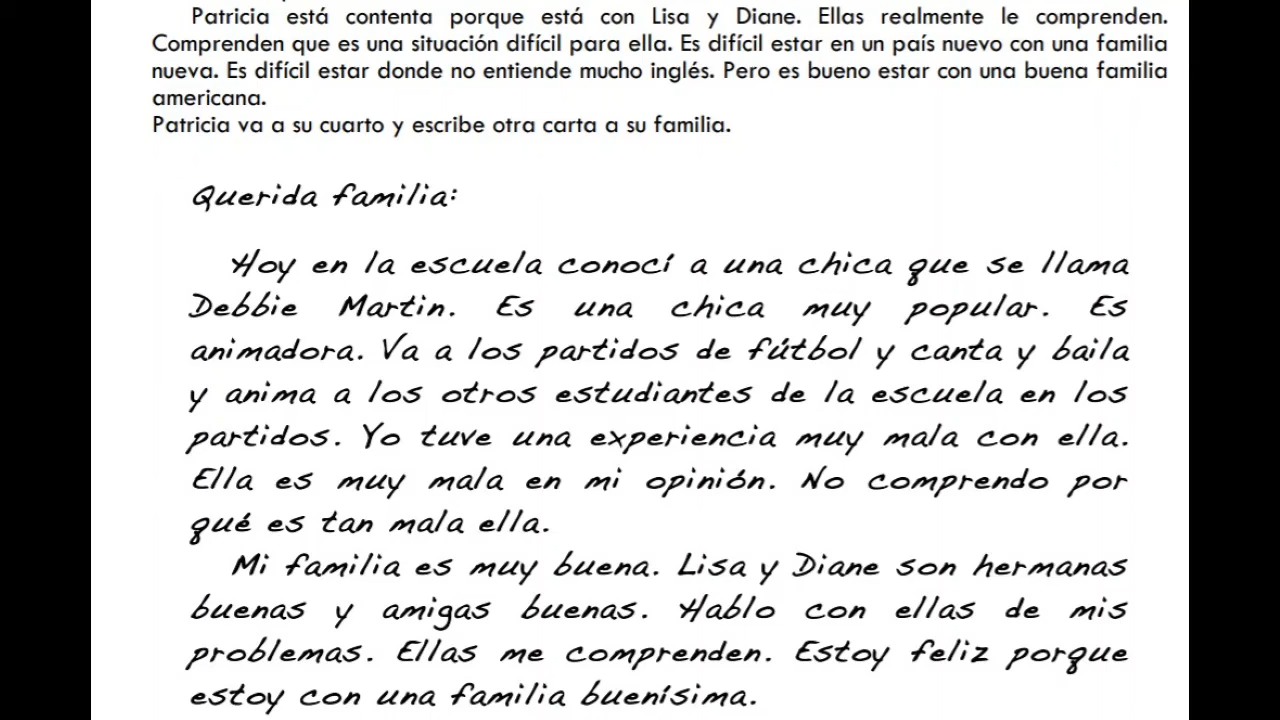 Patricia está contenta porque está con Lisa y Diane. Ellas realmente le comprenden.
Comprenden que es una situación difícil para ella. Es difícil estar en un país nuevo con una familia
nueva. Es difícil estar donde no entiende mucho inglés. Pero es bueno estar con una buena familia
americana.
Patricia va a su cuarto y escribe otra carta a su familia.
Querida familia:
Hoy en la escuela conocí a una chica que se llama
Debbie Martin. Es una chica muy popular. Es
animadora. Va a los partidos de fútbol y canta y baila
y anima a los otros estudiantes de la escuela en los
partidos. Yo tuve una experiencia muy mala con ella.
Ella es muy mala en mi opinión. No comprendo por
qué es tan mala ella.
Mi familia es muy buena. Lisa y Diane son hermanas
buenas y amigas buenas. Hablo con ellas de mis
problemas. Ellas me comprenden. Estoy feliz porque
estoy con una familia buenísima.